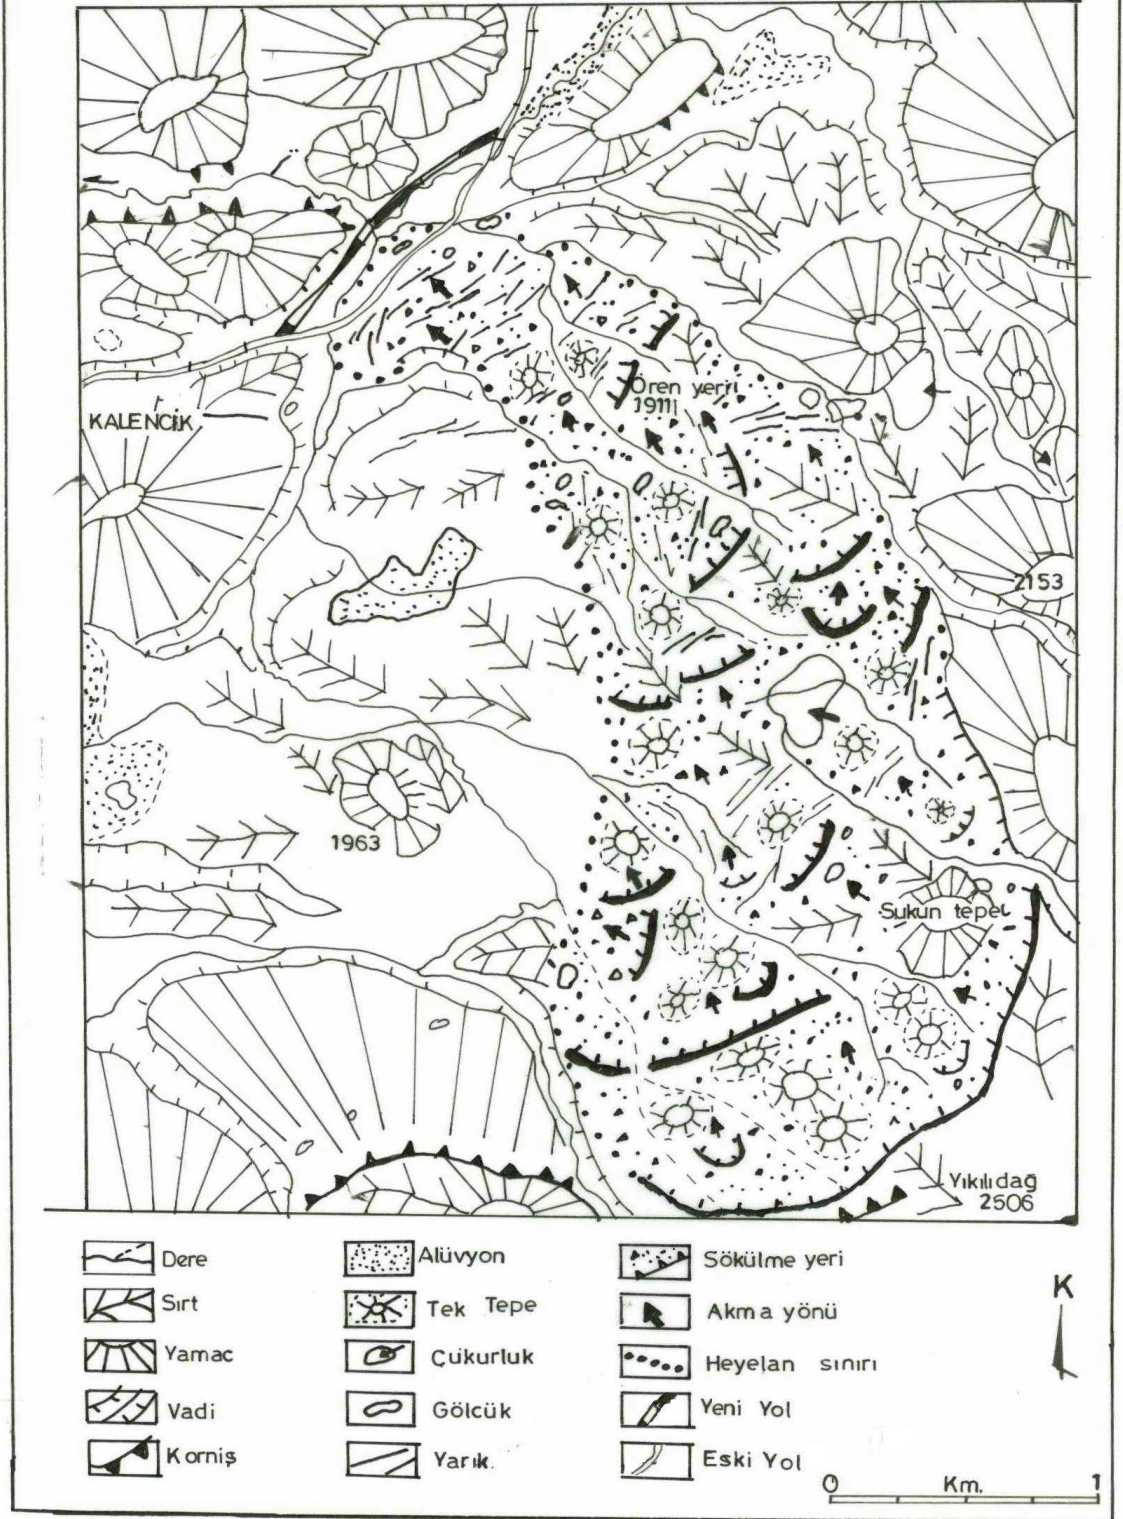 Ören yeri
1911
KALENCİK
2153
1963
Sukun tepe
Yıkılıdağ
2506
Dere
Sırt
Yamac
Vadi
Korniş
Alüvyon
Tek Tepe
Çukurluk
Gölcük
Yarık.
Sökülme yeri
Akma yönü
Heyelan sınırı
Yeni Yol
Eski Yol
K
0 Km. 1